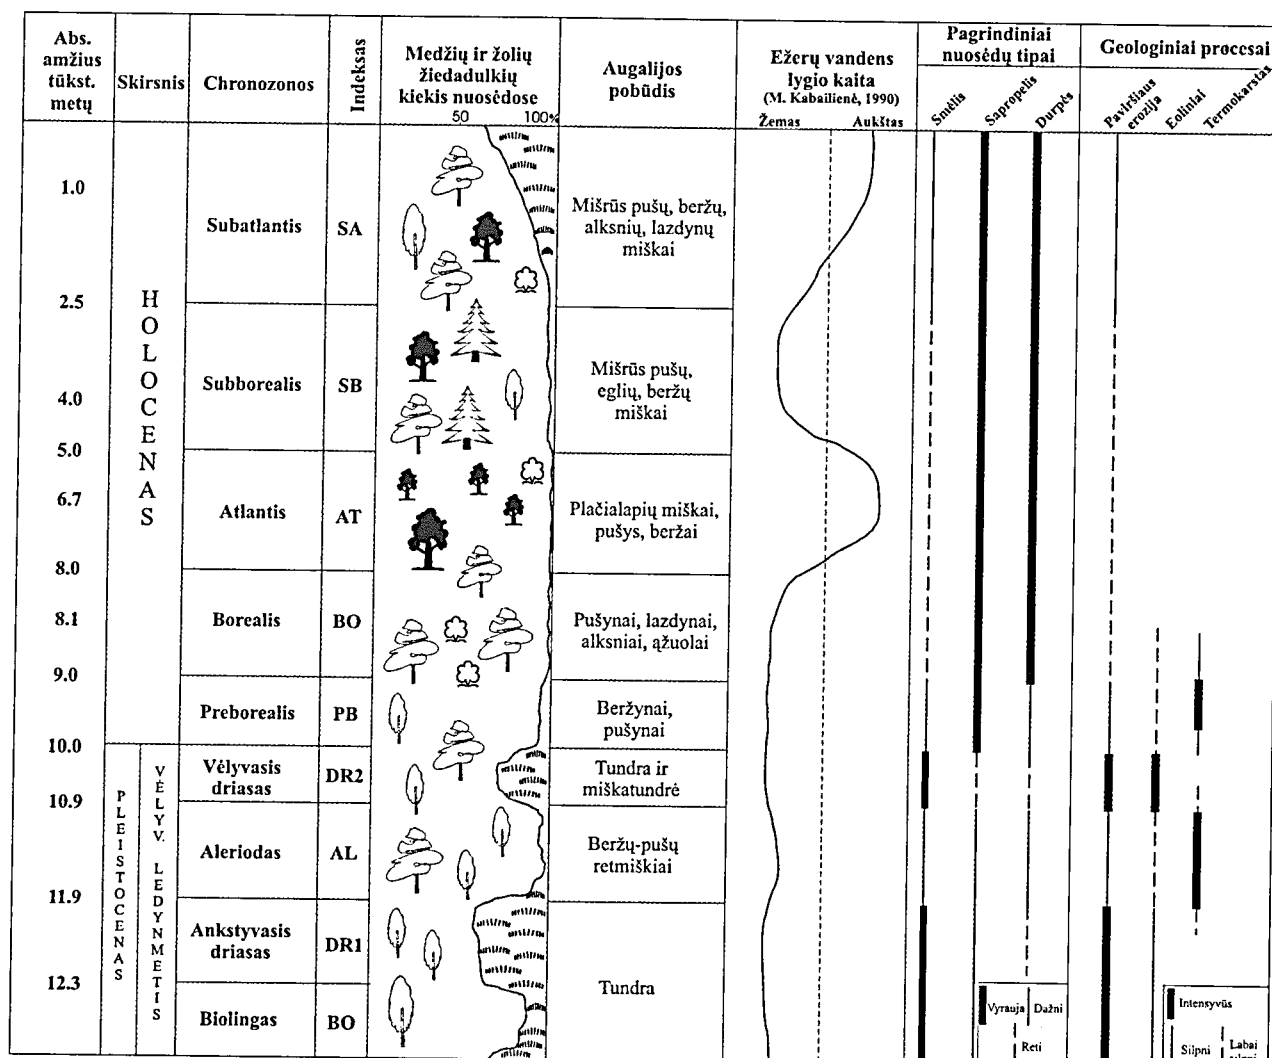 Abs.
amžius
tūkst.
metų
Skirsnis
Chronozonos
Indeksas
Medžių ir žolių
žiedadulkių
kiekis nuosėdose
50 100%
Augalijos
pobūdis
Ežerų vandens
lygio kaita
(M. Kabailienė, 1990)
Žemas Aukštas
Pagrindiniai
nuosėdų tipai
Smėlis
Sapropelis
Durpės
Geologiniai procesai
Paviršiaus
erozija
Eoliniai
Termokarstas
1.0
2.5
4.0
5.0
6.7
8.0
8.1
9.0
10.0
10.9
11.9
12.3
HOLOCENAS
PLEISTOCENAS
VĖLYV. LEDYNMETIS
Subatlantis SA
Mišrūs pušų, beržų,
alksnių, lazdynų
miškai
Subborealis SB
Mišrūs pušų,
eglių, beržų
miškai
Atlantis AT
Plačialapių miškai,
pušys, beržai
Borealis BO
Pušynai, lazdynai,
alksniai, ąžuolai
Preborealis PB
Beržynai,
pušynai
Vėlyvasis
driasas
DR2
Tundra ir
miškatundrė
Aleriodas AL
Beržų-pušų
retmiškiai
Ankstyvasis
driasas
DR1
Biolingas BO
Tundra
Vyrauja Dažni
Reti
Intensyvūs
Silpni Labai